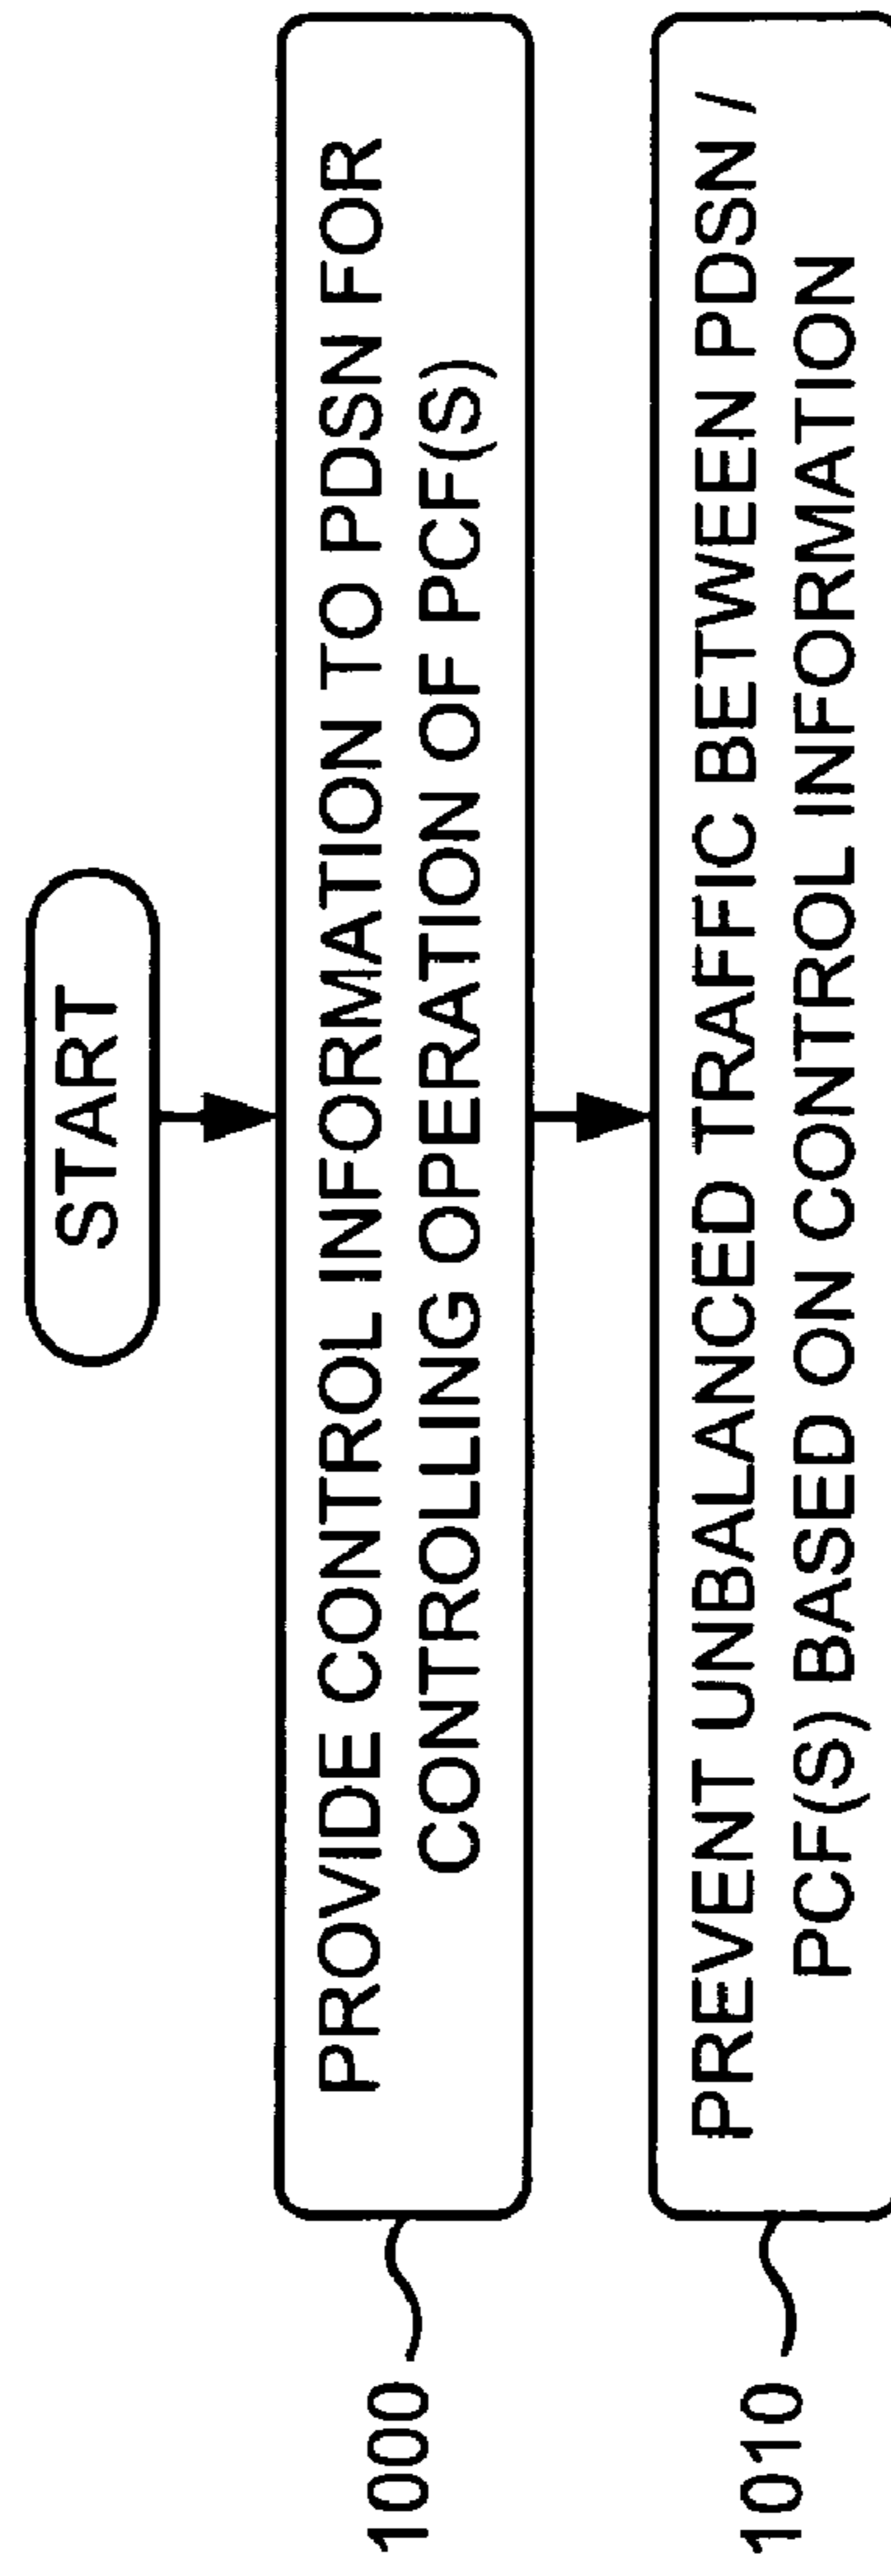 START
1000
PROVIDE CONTROL INFORMATION TO PDSN FOR
CONTROLLING OPERATION OF PCF(S)
1010
PREVENT UNBALANCED TRAFFIC BETWEEN PDSN /
PCF(S) BASED ON CONTROL INFORMATION